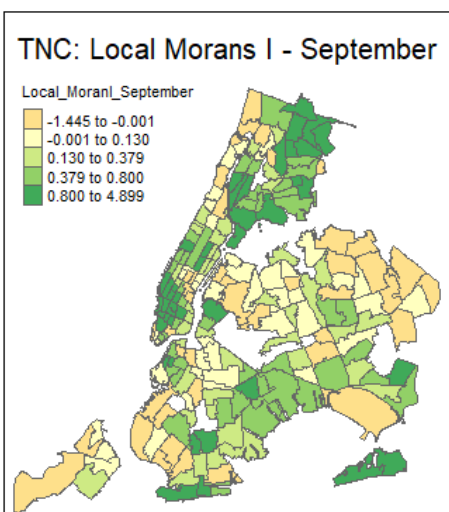 TNC: Local Morans I - September
Local_MoranI_September
-1.445 to -0.001
-0.001 to 0.130
0.130 to 0.379
0.379 to 0.800
0.800 to 4.899